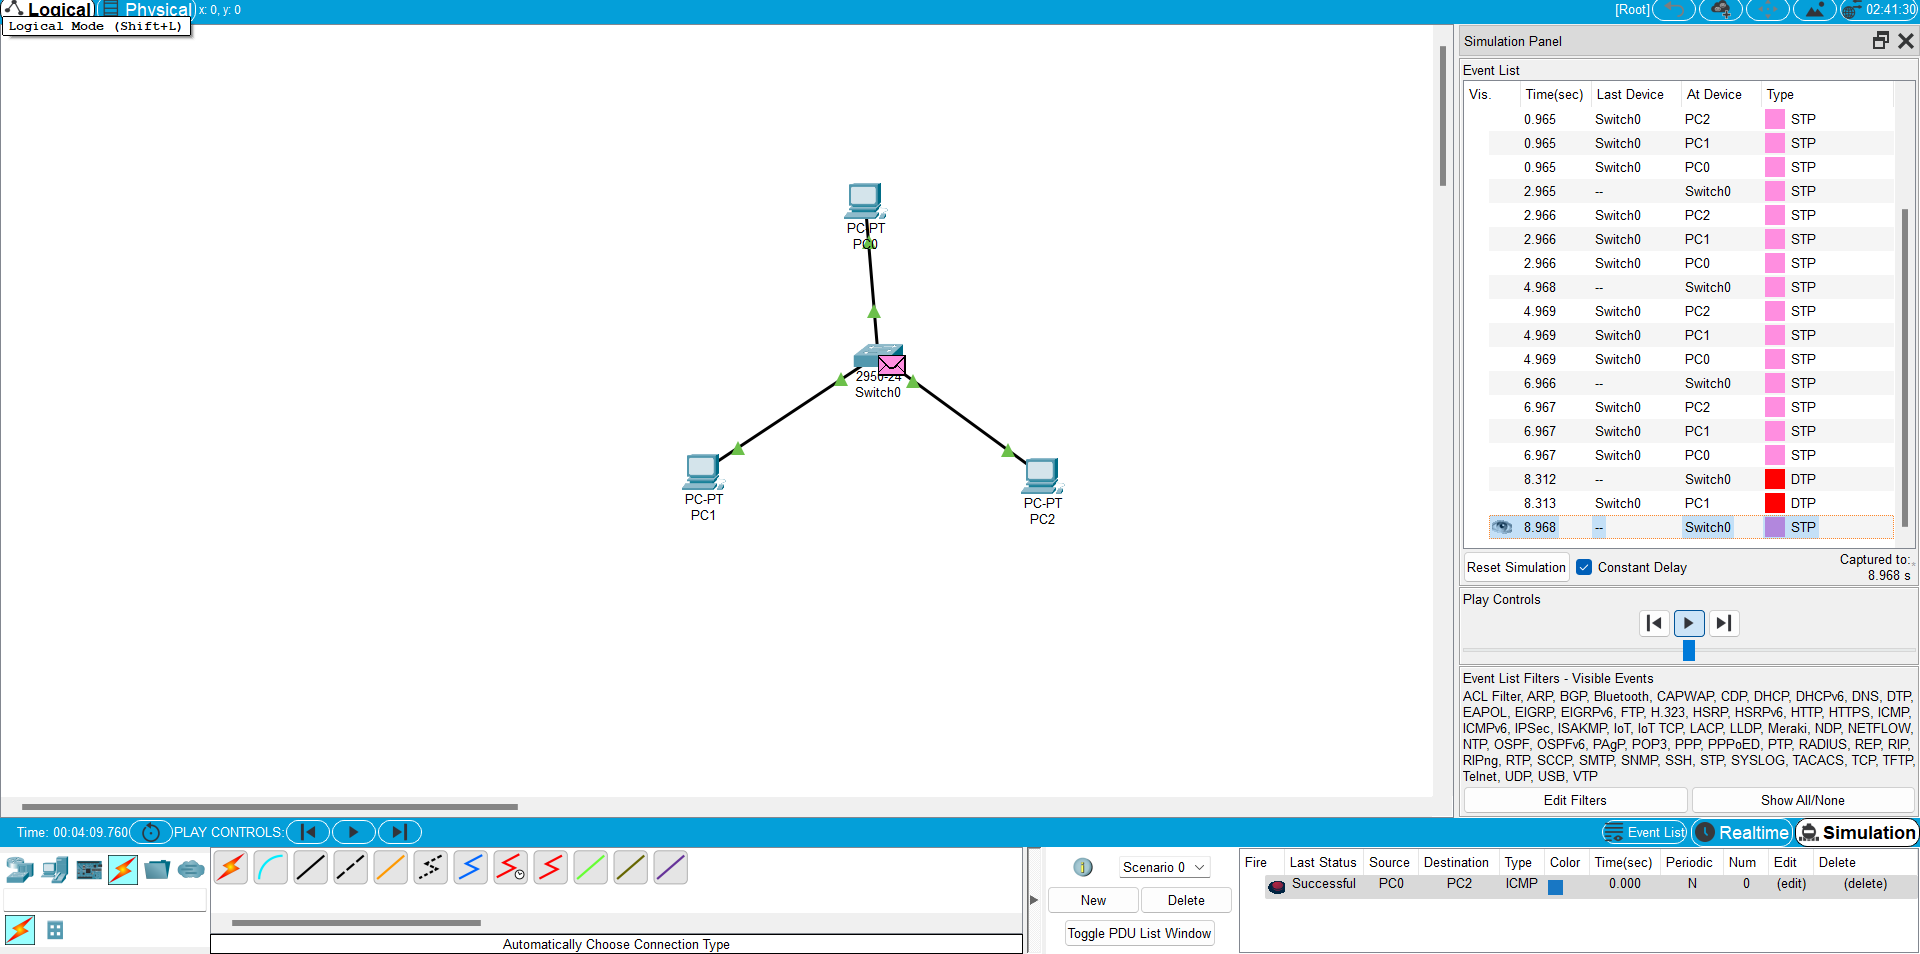 Logical
Physical
x: 0, y: 0
[Root]
02:41:30
Logical Mode (Shift+L)
PC-PT
PC0
2950-24
Switch0
PC-PT
PC1
PC-PT
PC2
Simulation Panel
Event List
Vis. Time(sec) Last Device At Device Type
0.965 Switch0 PC2 STP
0.965 Switch0 PC1 STP
0.965 Switch0 PC0 STP
2.965 -- Switch0 STP
2.966 Switch0 PC2 STP
2.966 Switch0 PC1 STP
2.966 Switch0 PC0 STP
4.968 -- Switch0 STP
4.969 Switch0 PC2 STP
4.969 Switch0 PC1 STP
4.969 Switch0 PC0 STP
6.966 -- Switch0 STP
6.967 Switch0 PC2 STP
6.967 Switch0 PC1 STP
6.967 Switch0 PC0 STP
8.312 -- Switch0 DTP
8.313 Switch0 PC1 DTP
8.968 -- Switch0 STP
Reset Simulation
Constant Delay
Captured to:
8.968 s
Play Controls
Event List Filters - Visible Events
ACL Filter, ARP, BGP, Bluetooth, CAPWAP, CDP, DHCP, DHCPv6, DNS, DTP,
EAPOL, EIGRP, EIGRPv6, FTP, H.323, HSRP, HSRPv6, HTTP, HTTPS, ICMP,
ICMPv6, IPSec, ISAKMP, IoT, IoT TCP, LACP, LLDP, Meraki, NDP, NETFLOW,
NTP, OSPF, OSPFv6, PAgP, POP3, PPP, PPPoED, PTP, RADIUS, REP, RIP,
RIPng, RTP, SCCP, SMTP, SNMP, SSH, STP, SYSLOG, TACACS, TCP, TFTP,
Telnet, UDP, USB, VTP
Edit Filters
Show All/None
Time: 00:04:09.760
PLAY CONTROLS:
Event List
Realtime
Simulation
Automatically Choose Connection Type
Scenario 0
New
Delete
Toggle PDU List Window
Fire Last Status Source Destination Type Color Time(sec) Periodic Num Edit Delete
Successful PC0 PC2 ICMP 0.000 N 0 (edit) (delete)